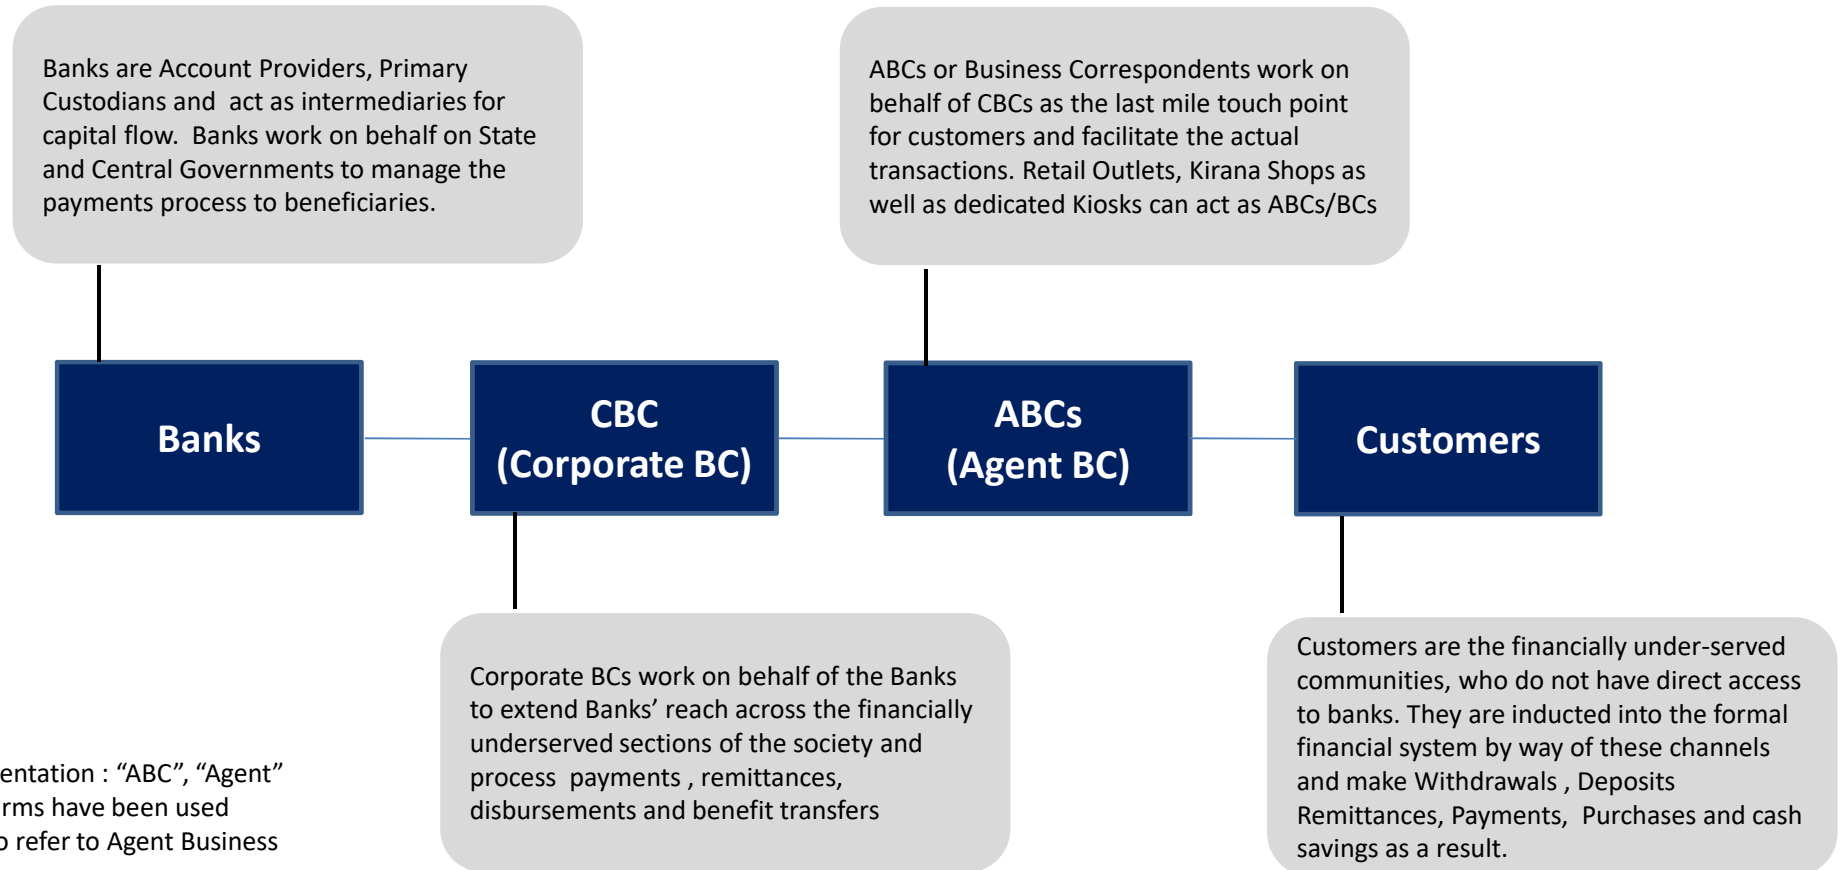 Banks are Account Providers, Primary
Custodians and  act as intermediaries for
capital flow.  Banks work on behalf on State
and Central Governments to manage the
payments process to beneficiaries.
ABCs or Business Correspondents work on
behalf of CBCs as the last mile touch point
for customers and facilitate the actual
transactions. Retail Outlets, Kirana Shops as
well as dedicated Kiosks can act as ABCs/BCs
Banks
CBC
(Corporate BC)
ABCs
(Agent BC)
Customers
Corporate BCs work on behalf of the Banks
to extend Banks’ reach across the financially
underserved sections of the society and
process  payments , remittances,
disbursements and benefit transfers
Customers are the financially under-served
communities, who do not have direct access
to banks. They are inducted into the formal
financial system by way of these channels
and make Withdrawals , Deposits
Remittances, Payments,  Purchases and cash
savings as a result.
entation : “ABC”, “Agent”
rms have been used
o refer to Agent Business